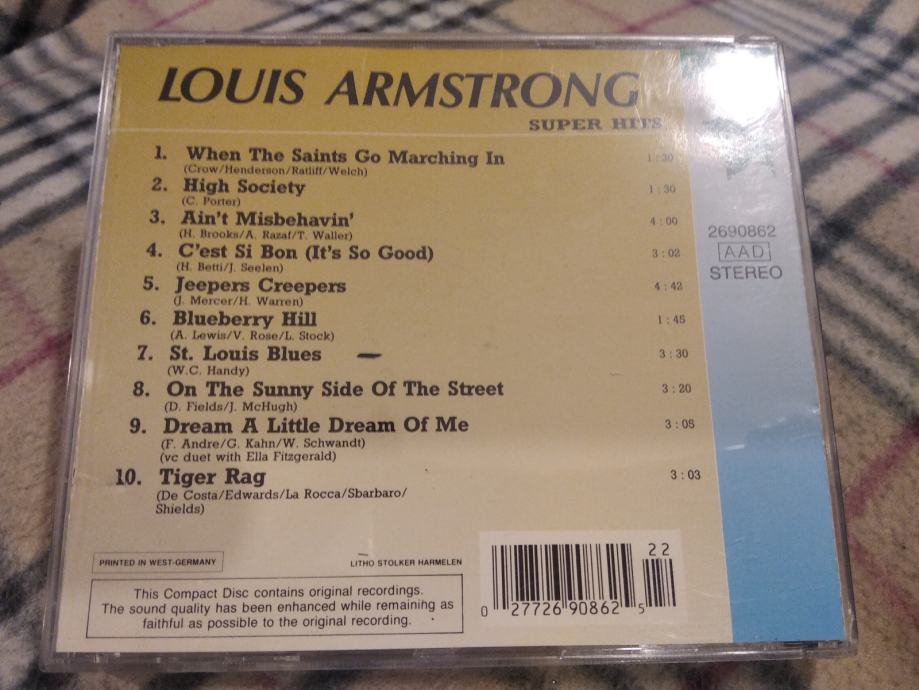 LOUIS ARMSTRONG
SUPER HITS
1. When The Saints Go Marching In 1:30
(Crow/Henderson/Ratliff/Welch)
2. High Society 1:30
(C. Porter)
3. Ain't Misbehavin' 4:00
(H. Brooks/A. Razaf/T. Waller)
4. C'est Si Bon (It's So Good) 3:02
(H. Betti/J. Seelen)
5. Jeepers Creepers 4:42
(J. Mercer/H. Warren)
6. Blueberry Hill 1:45
(A. Lewis/V. Rose/L. Stock)
7. St. Louis Blues 3:30
(W.C. Handy)
8. On The Sunny Side Of The Street 3:20
(D. Fields/J. McHugh)
9. Dream A Little Dream Of Me 3:05
(F. Andre/G. Kahn/W. Schwandt)
(vc duet with Ella Fitzgerald)
10. Tiger Rag 3:03
(De Costa/Edwards/La Rocca/Sbarbaro/
Shields)
2690862
AAD
STEREO
PRINTED IN WEST-GERMANY
LITHO STOLKER HARMELEN
This Compact Disc contains original recordings.
The sound quality has been enhanced while remainihg as
faithful as possible to the original recording.
22
0 27726 90862 5